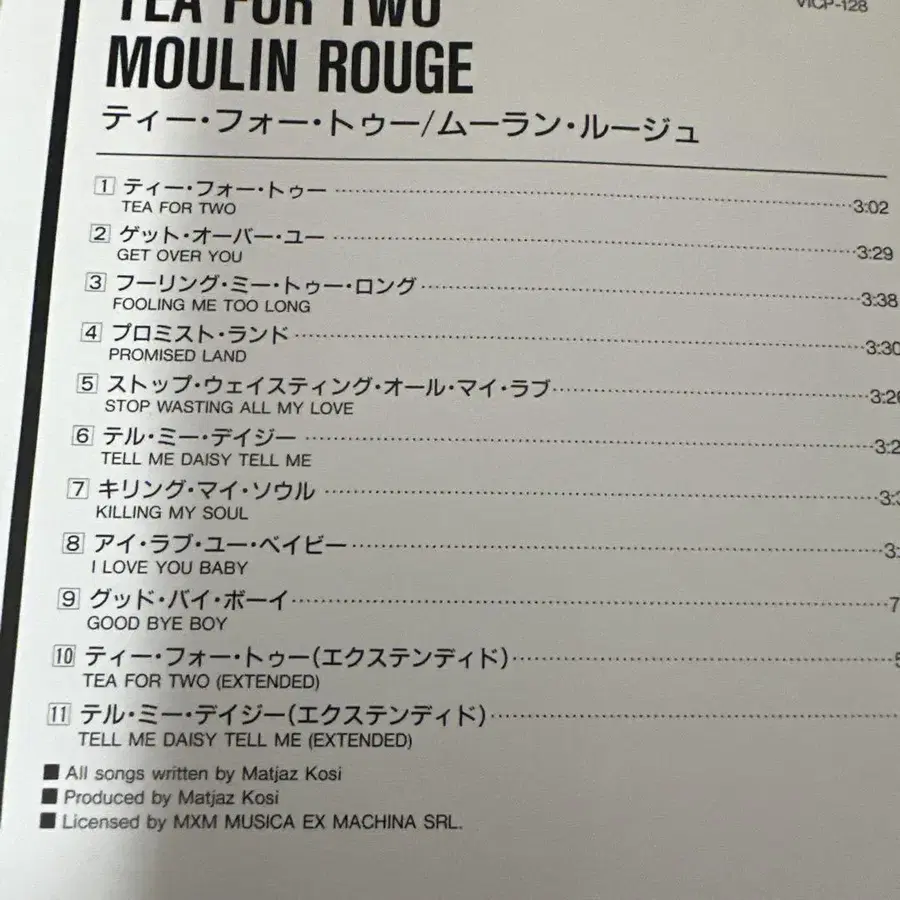 VICP-128
TEA FOR TWO
MOULIN ROUGE
ティー・フォー・トゥー/ムーラン・ルージュ
1 ティー・フォー・トゥー 3:02
TEA FOR TWO
2 ゲット・オーバー・ユー 3:29
GET OVER YOU
3 フーリング・ミー・トゥー・ロング 3:38
FOOLING ME TOO LONG
4 プロミスト・ランド 3:30
PROMISED LAND
5 ストップ・ウェイスティング・オール・マイ・ラブ
STOP WASTING ALL MY LOVE
6 テル・ミー・デイジー
TELL ME DAISY TELL ME
7 キリング・マイ・ソウル
KILLING MY SOUL
8 アイ・ラブ・ユー・ベイビー
I LOVE YOU BABY
9 グッド・バイ・ボーイ
GOOD BYE BOY
10 ティー・フォー・トゥー(エクステンディド)
TEA FOR TWO (EXTENDED)
11 テル・ミー・デイジー(エクステンディド)
TELL ME DAISY TELL ME (EXTENDED)
■ All songs written by Matjaz Kosi
■ Produced by Matjaz Kosi
■ Licensed by MXM MUSICA EX MACHINA SRL.